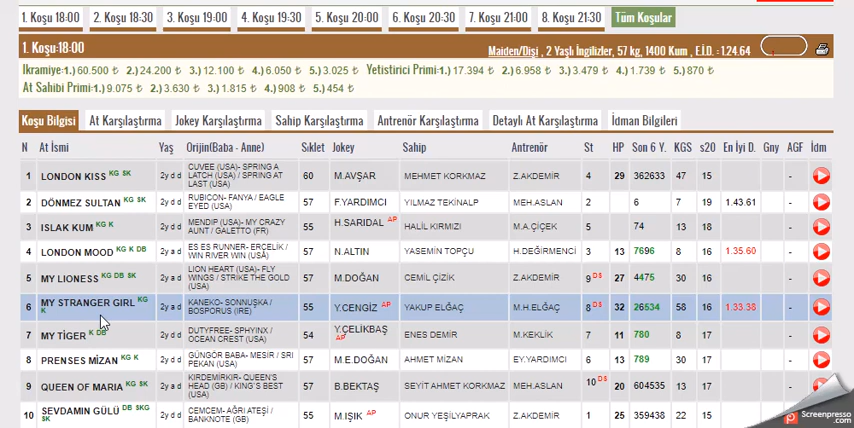 1. Koşu 18:00 2. Koşu 18:30 3. Koşu 19:00 4. Koşu 19:30 5. Koşu 20:00 6. Koşu 20:30 7. Koşu 21:00 8. Koşu 21:30 Tüm Koşular
1. Koşu:18:00 Maiden/Dişi , 2 Yaşlı İngilizler, 57 kg, 1400 Kum , E.İ.D. : 1.24.64
Ikramiye:1.) 60.500 ₺ 2.) 24.200 ₺ 3.) 12.100 ₺ 4.) 6.050 ₺ 5.) 3.025 ₺ Yetistirici Primi:1.) 17.394 ₺ 2.) 6.958 ₺ 3.) 3.479 ₺ 4.) 1.739 ₺ 5.) 870 ₺
At Sahibi Primi:1.) 9.075 ₺ 2.) 3.630 ₺ 3.) 1.815 ₺ 4.) 908 ₺ 5.) 454 ₺
Koşu Bilgisi At Karşılaştırma Jokey Karşılaştırma Sahip Karşılaştırma Antrenör Karşılaştırma Detaylı At Karşılaştırma İdman Bilgileri
N At İsmi Yaş Orijin(Baba - Anne) Sıklet Jokey Sahip Antrenör St HP Son 6 Y. KGS s20 En İyi D. Gny AGF İdm
1 LONDON KISS KG SK 2y d d CUVEE (USA)- SPRING A LATCH (USA) / SPRING AT LAST (USA) 60 M.AVŞAR MEHMET KORKMAZ Z.AKDEMİR 4 29 362633 47 15 -
2 DÖNMEZ SULTAN KG K 2y d d RUBICON- FANYA / EAGLE EYED (USA) 57 F.YARDIMCI YILMAZ TEKİNALP MEH.ASLAN 2 6 7 19 1.43.61 -
3 ISLAK KUM KG K 2y d d MENDIP (USA)- MY CRAZY AUNT / GALETTO (FR) 55 H.SARIDAL AP HALİL KIRMIZI M.A.ÇİÇEK 5 74 13 18 -
4 LONDON MOOD KG K DB 2y a d ES ES RUNNER- ERCELİK / WIN RIVER WIN (USA) 57 N.ALTIN YASEMİN TOPÇU H.DEĞİRMENCİ 3 13 7696 8 16 1.35.60 -
5 MY LIONESS KG DB SK 2y a d LION HEART (USA)- FLY WINGS / STRIKE THE GOLD (USA) 57 M.DOĞAN CEMİL ÇİZİK Z.AKDEMİR 9 DS 27 4475 30 16 -
6 MY STRANGER GIRL KG K 2y a d KANEKO- SONNUŞKA / BOSPORUS (IRE) 55 Y.CENGİZ AP YAKUP ELĞAÇ M.H.ELĞAÇ 8 DS 32 26534 58 16 1.33.38 -
7 MY TİGER K DB 2y a d DUTYFREE- SPHYINX / OCEAN CREST (USA) 54 Y.ÇELİKBAŞ AP ENES DEMİR M.KEKLİK 7 11 780 8 17 -
8 PRENSES MİZAN KG K 2y d d GÜNGÖR BABA- MESIR / SRI PEKAN (USA) 57 M.E.DOĞAN AHMET MİZAN EY.YARDIMCI 6 13 789 30 17 -
9 QUEEN OF MARIA KG SK 2y a d KIRDEMİRKIR- QUEEN'S HEAD (GB) / KING'S BEST (USA) 57 B.BEKTAŞ SEYİT AHMET KORKMAZ MEH.ASLAN 10 DS 20 604535 13 17 -
10 SEVDAMIN GÜLÜ DB SKG SK 2y d d CEMCEM- AĞRI ATEŞİ / BANKNOTE (GB) 55 M.IŞIK AP ONUR YEŞİLYAPRAK Z.AKDEMİR 1 25 359438 22 15 -
Screenpresso